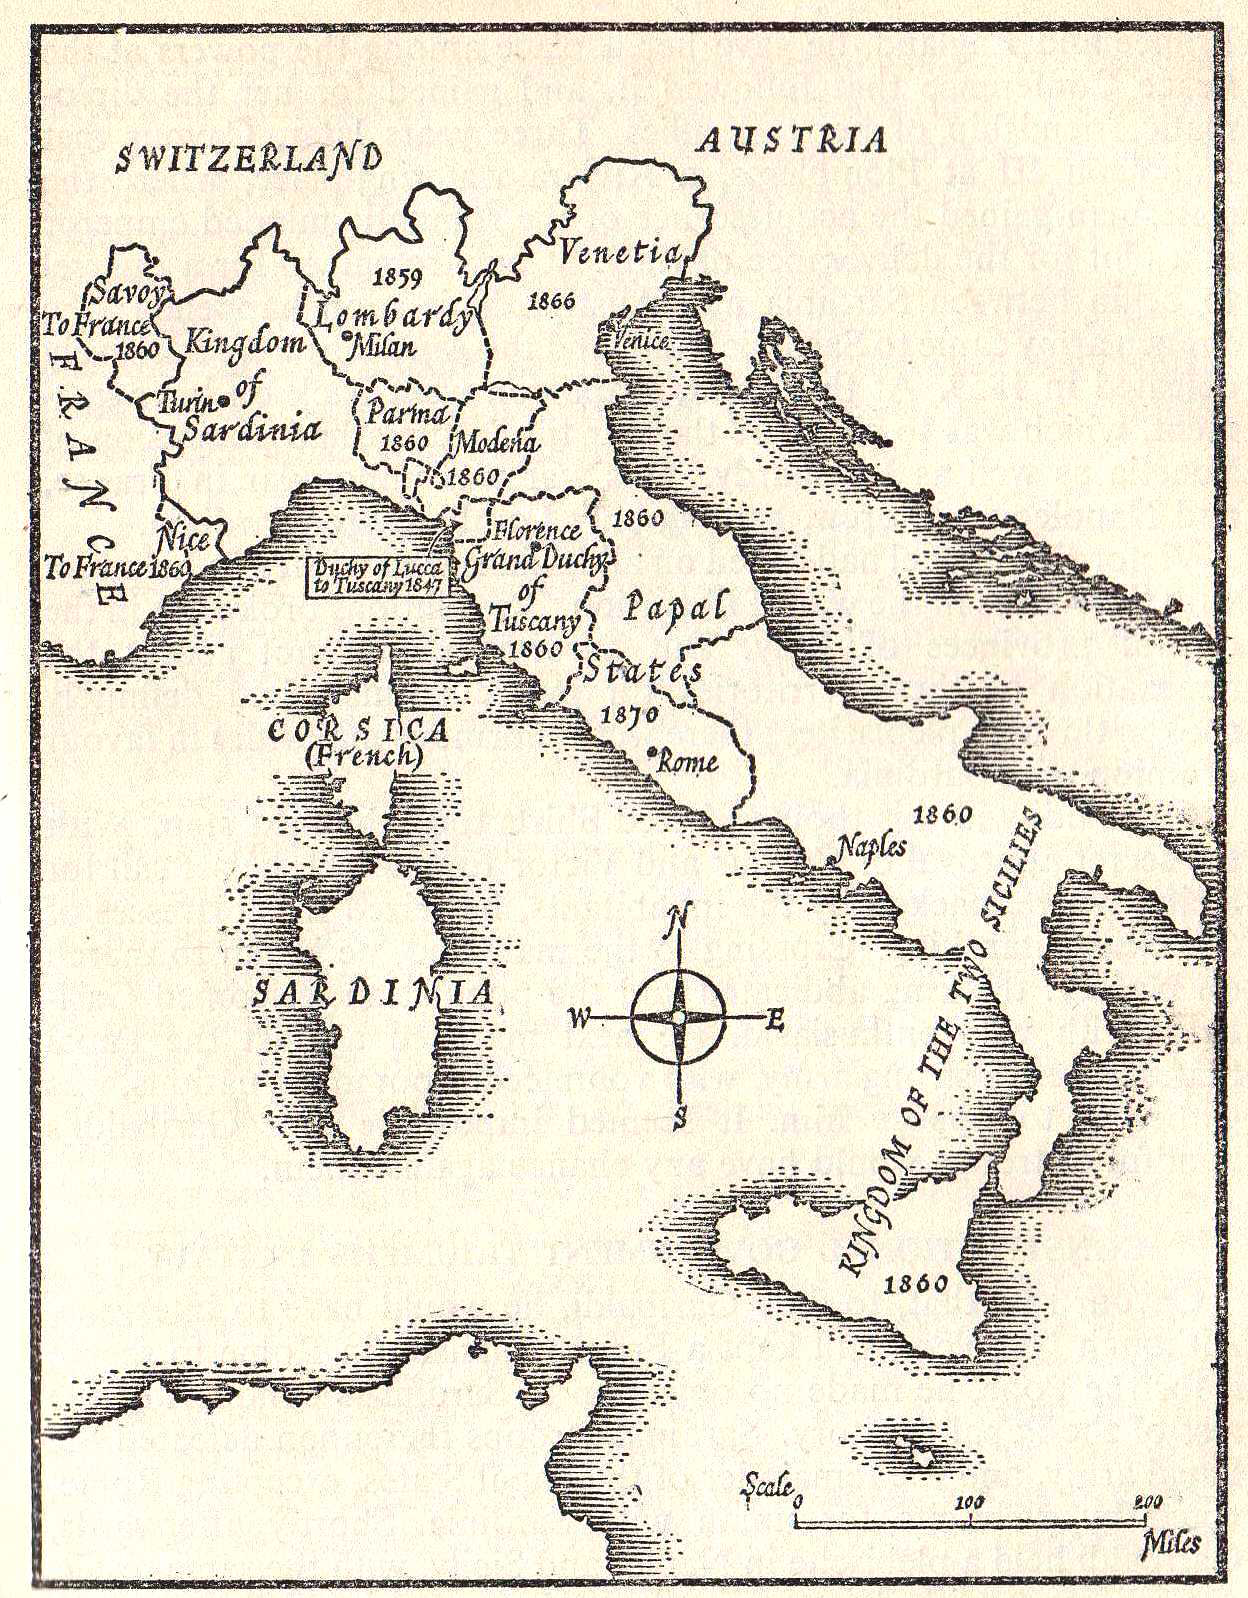 SWITZERLAND
AUSTRIA
Venetia
1866
Venice
1859
Lombardy
Milan
Savoy
To France
1860
Kingdom
of
Sardinia
Turin
FRANCE
Parma
1860
Modena
1860
Nice
To France 1860
Duchy of Lucca
to Tuscany 1847
Florence
Grand Duchy
of
Tuscany
1860
1860
Papal
States
1870
Rome
CORSICA
(French)
SARDINIA
1860
Naples
KINGDOM OF THE TWO SICILIES
1860
N
W
E
S
Scale
0
100
200
Miles